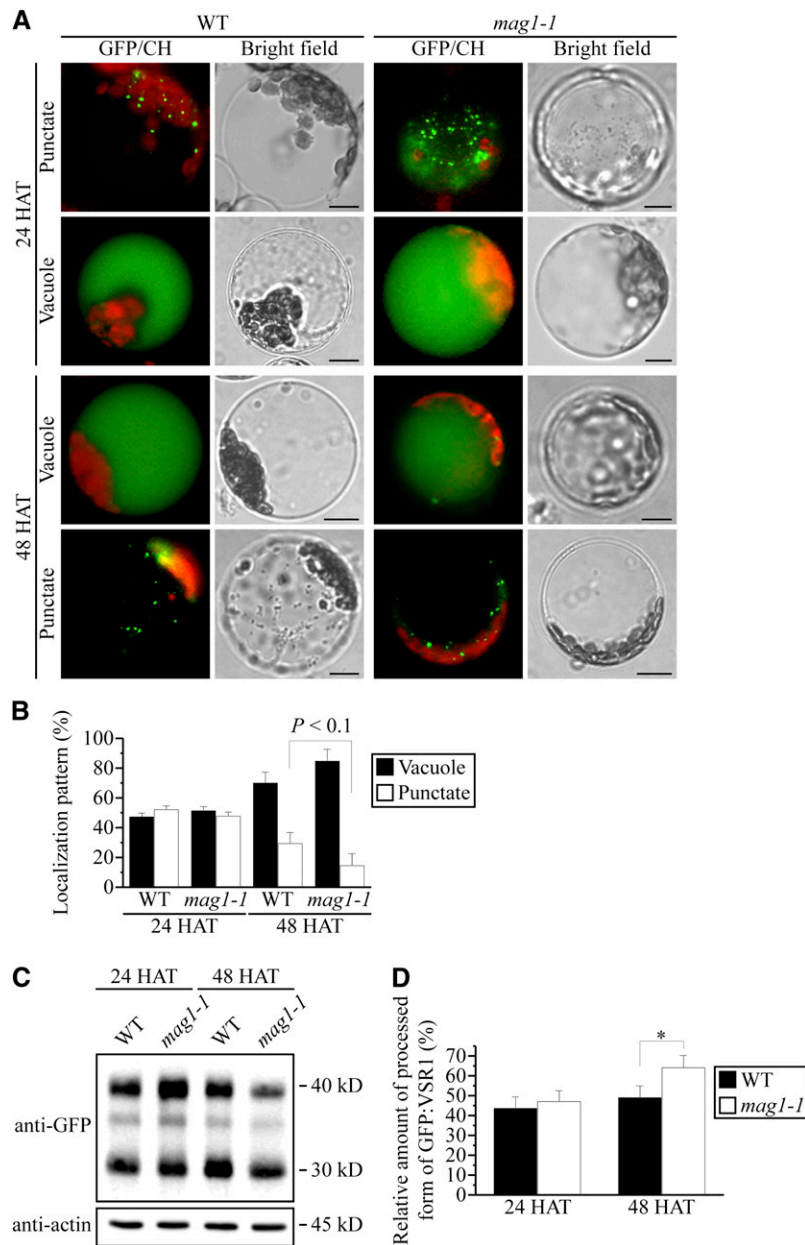 A
WT mag1-1
GFP/CH Bright field GFP/CH Bright field
24 HAT
Punctate
Vacuole
48 HAT
Vacuole
Punctate
B
Localization pattern (%)
100
80
60
40
20
0
P < 0.1
Vacuole
Punctate
WT mag1-1 WT mag1-1
24 HAT 48 HAT
C
24 HAT 48 HAT
WT mag1-1 WT mag1-1
anti-GFP
- 40 kD
- 30 kD
anti-actin - 45 kD
D
Relative amount of processed
form of GFP:VSR1 (%)
70
60
50
40
30
20
10
0
*
WT
mag1-1
24 HAT 48 HAT